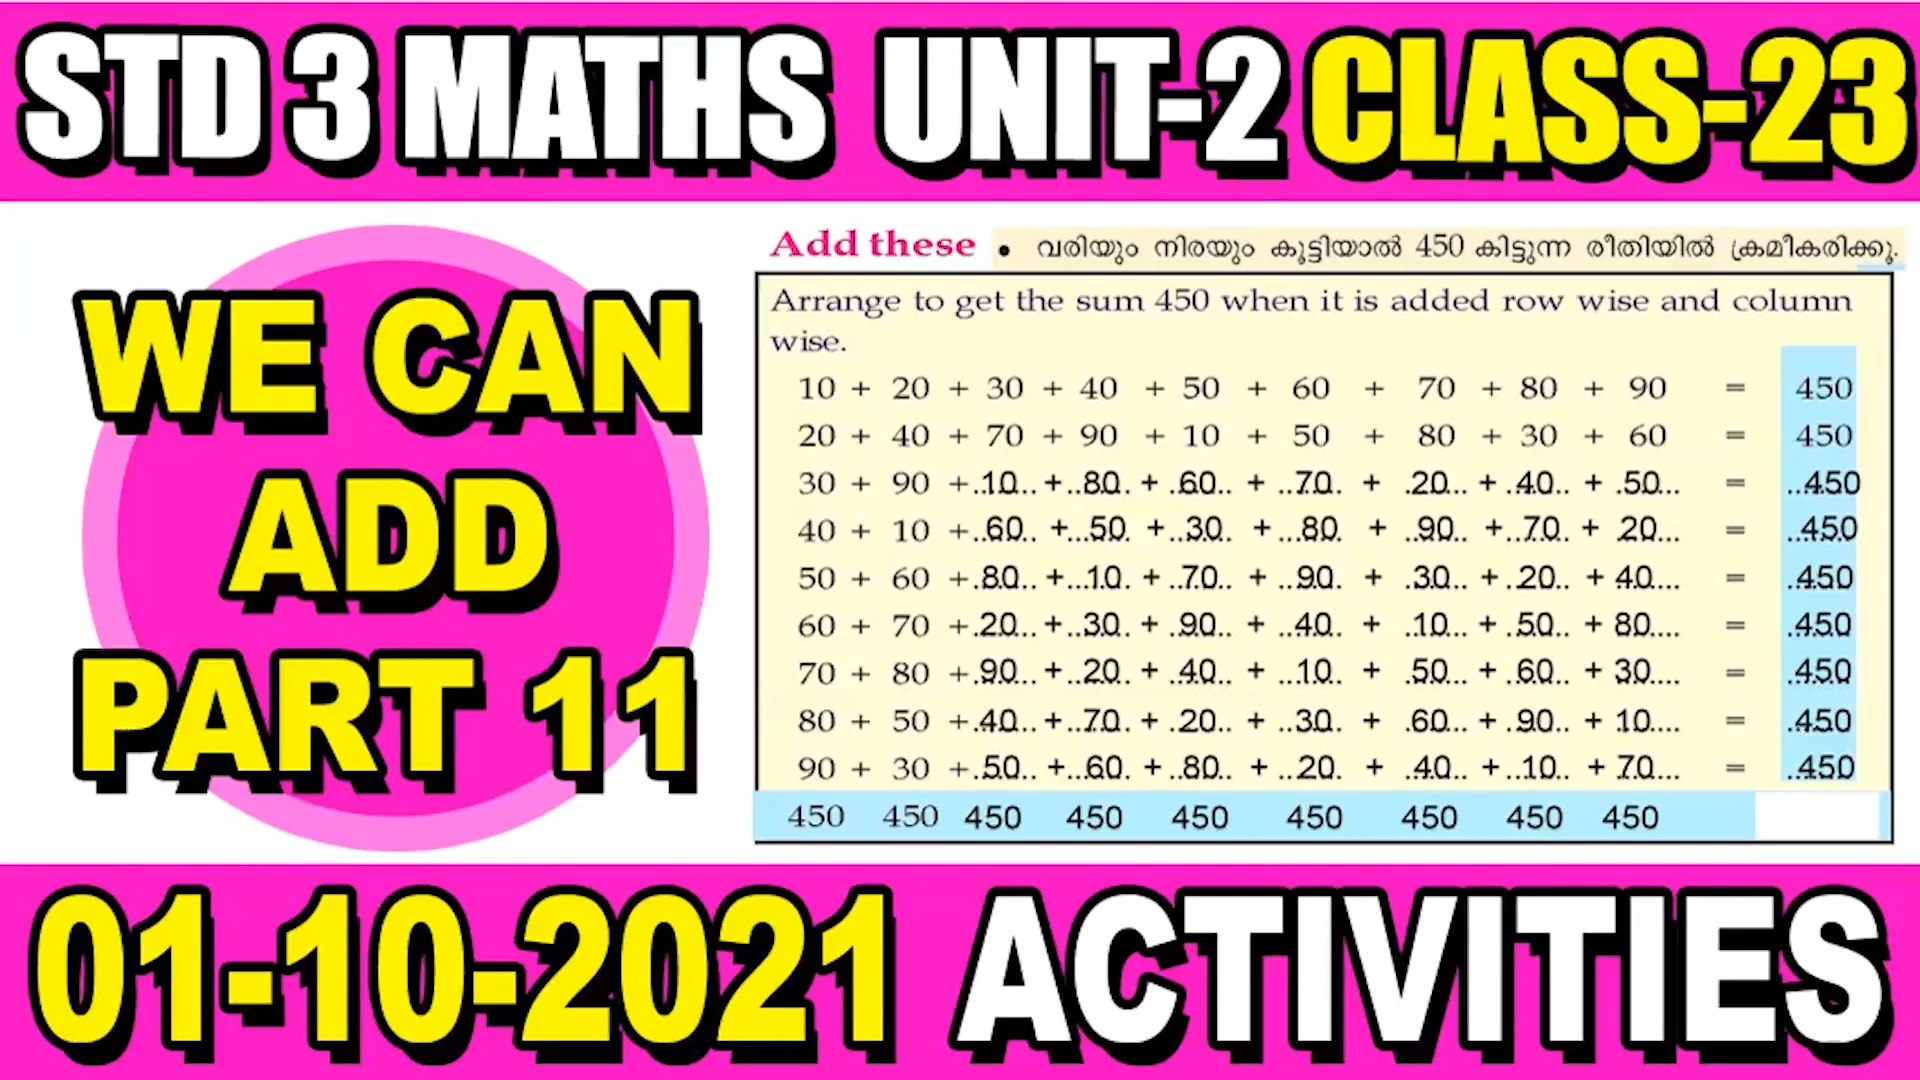 STD 3 MATHS UNIT-2 CLASS-23
WE CAN
ADD
PART 11
Add these • വരിയും നിരയും കൂട്ടിയാൽ 450 കിട്ടുന്ന രീതിയിൽ ക്രമീകരിക്കൂ.
Arrange to get the sum 450 when it is added row wise and column
wise.
10 + 20 + 30 + 40 + 50 + 60 + 70 + 80 + 90 = 450
20 + 40 + 70 + 90 + 10 + 50 + 80 + 30 + 60 = 450
30 + 90 +.10.. +..80. + .60.. + ..70. + .20... + .40.. + .50... = ..450
40 + 10 +..60.. +...50. +..30.. + ...80. + ..90.. +..70.. + 20... = ..450
50 + 60 +.80.. +...10. + .70.. + ..90. + .30... + .20... + 40.... = .450
60 + 70 +.20... +..30. + .90.. + ..40. + .10... + .50... + 80.... = .450
70 + 80 +.90... +..20. + .40.. + ..10. + .50... + .60... + 30.... = .450
80 + 50 +.40... +..70. + .20.. + ..30. + .60... + .90... + 10.... = .450
90 + 30 +.50.. +..60. + .80.. + ..20. + .40... +..10.. + 70.... = ..450
450 450 450 450 450 450 450 450 450
01-10-2021 ACTIVITIES